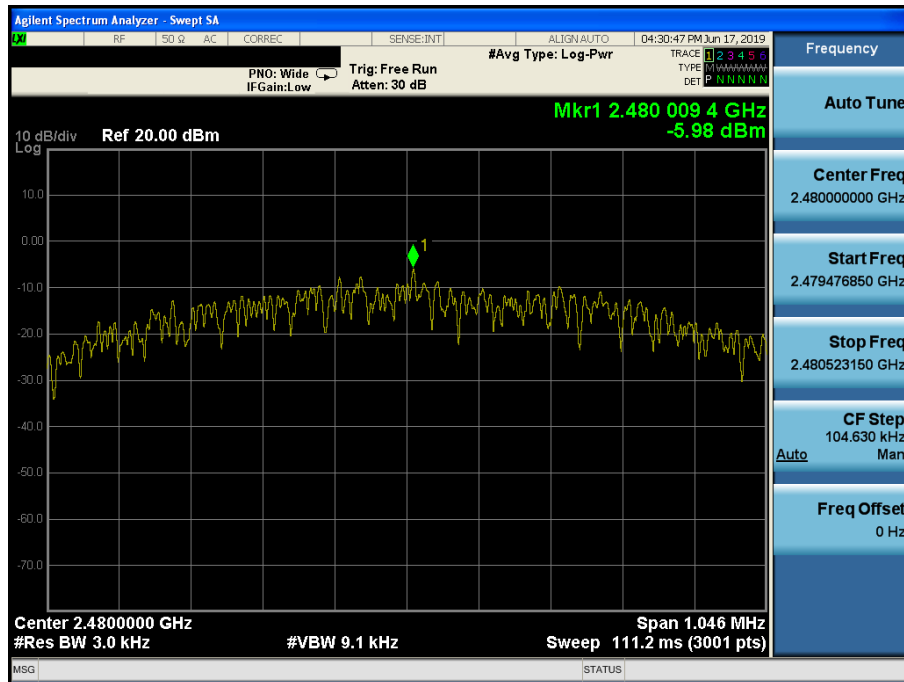 Agilent Spectrum Analyzer - Swept SA
LXI RF 50 Ω AC CORREC SENSE:INT ALIGNAUTO 04:30:47 PM Jun 17, 2019
#Avg Type: Log-Pwr
TRACE 1 2 3 4 5 6
TYPE M W W W W W
DET P N N N N N
PNO: Wide
IFGain:Low
Trig: Free Run
Atten: 30 dB
Mkr1 2.480 009 4 GHz
-5.98 dBm
10 dB/div Ref 20.00 dBm
Log
10.0
0.00
-10.0
-20.0
-30.0
-40.0
-50.0
-60.0
-70.0
1
Center 2.4800000 GHz Span 1.046 MHz
#Res BW 3.0 kHz #VBW 9.1 kHz Sweep 111.2 ms (3001 pts)
MSG STATUS
Frequency
Auto Tune
Center Freq
2.480000000 GHz
Start Freq
2.479476850 GHz
Stop Freq
2.480523150 GHz
CF Step
104.630 kHz
Auto Man
Freq Offset
0 Hz